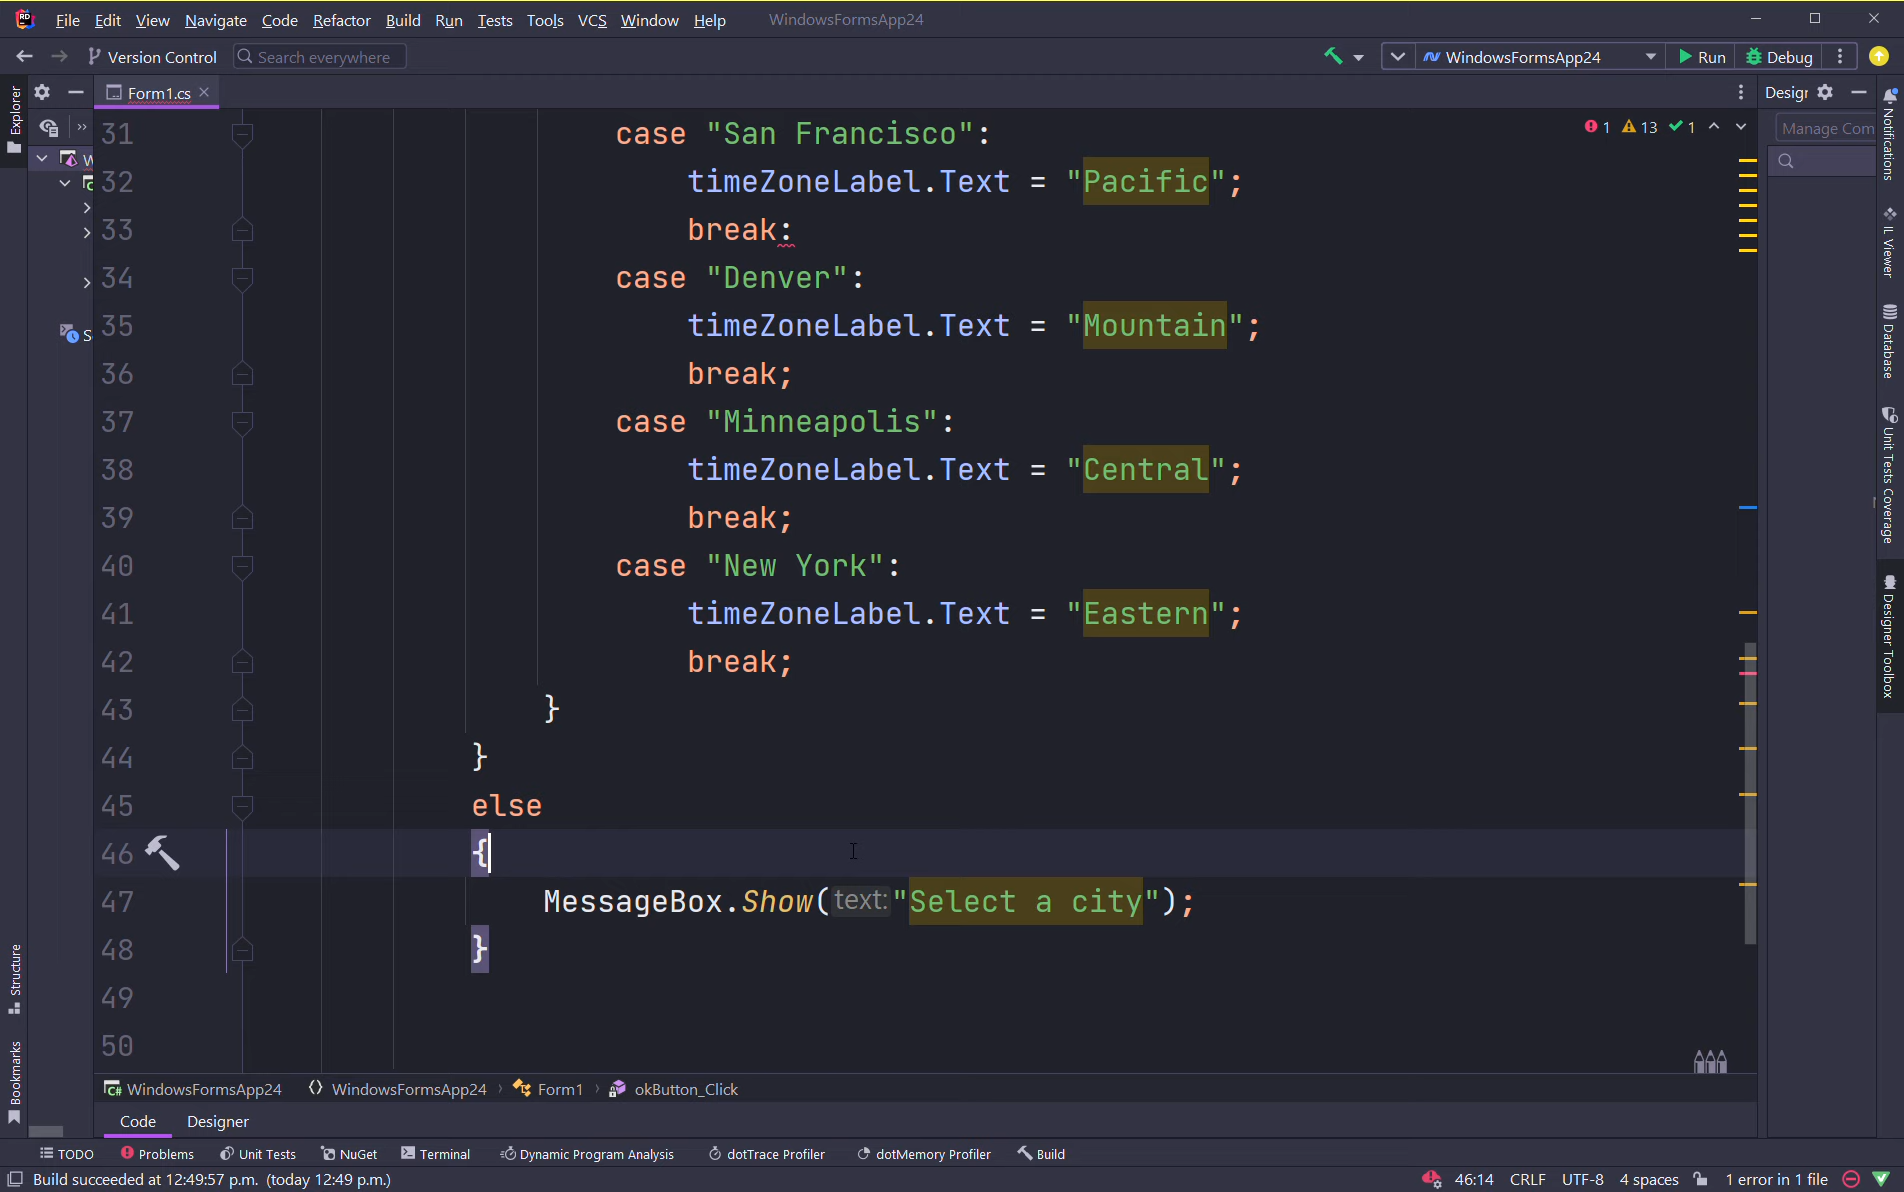 File Edit View Navigate Code Refactor Build Run Tests Tools VCS Window Help WindowsFormsApp24
Version Control Search everywhere WindowsFormsApp24 Run Debug
Explorer
Form1.cs
Desigr
Manage Com
Notifications
IL Viewer
Database
Unit Tests Coverage
Designer Toolbox
1 13 1
31 case "San Francisco":
32 timeZoneLabel.Text = "Pacific";
33 break:
34 case "Denver":
35 timeZoneLabel.Text = "Mountain";
36 break;
37 case "Minneapolis":
38 timeZoneLabel.Text = "Central";
39 break;
40 case "New York":
41 timeZoneLabel.Text = "Eastern";
42 break;
43 }
44 }
45 else
46 {
47 MessageBox.Show(text:"Select a city");
48 }
49
50
Structure
Bookmarks
C# WindowsFormsApp24 WindowsFormsApp24 Form1 okButton_Click
Code Designer
TODO Problems Unit Tests NuGet Terminal Dynamic Program Analysis dotTrace Profiler dotMemory Profiler Build
Build succeeded at 12:49:57 p.m. (today 12:49 p.m.) 46:14 CRLF UTF-8 4 spaces 1 error in 1 file